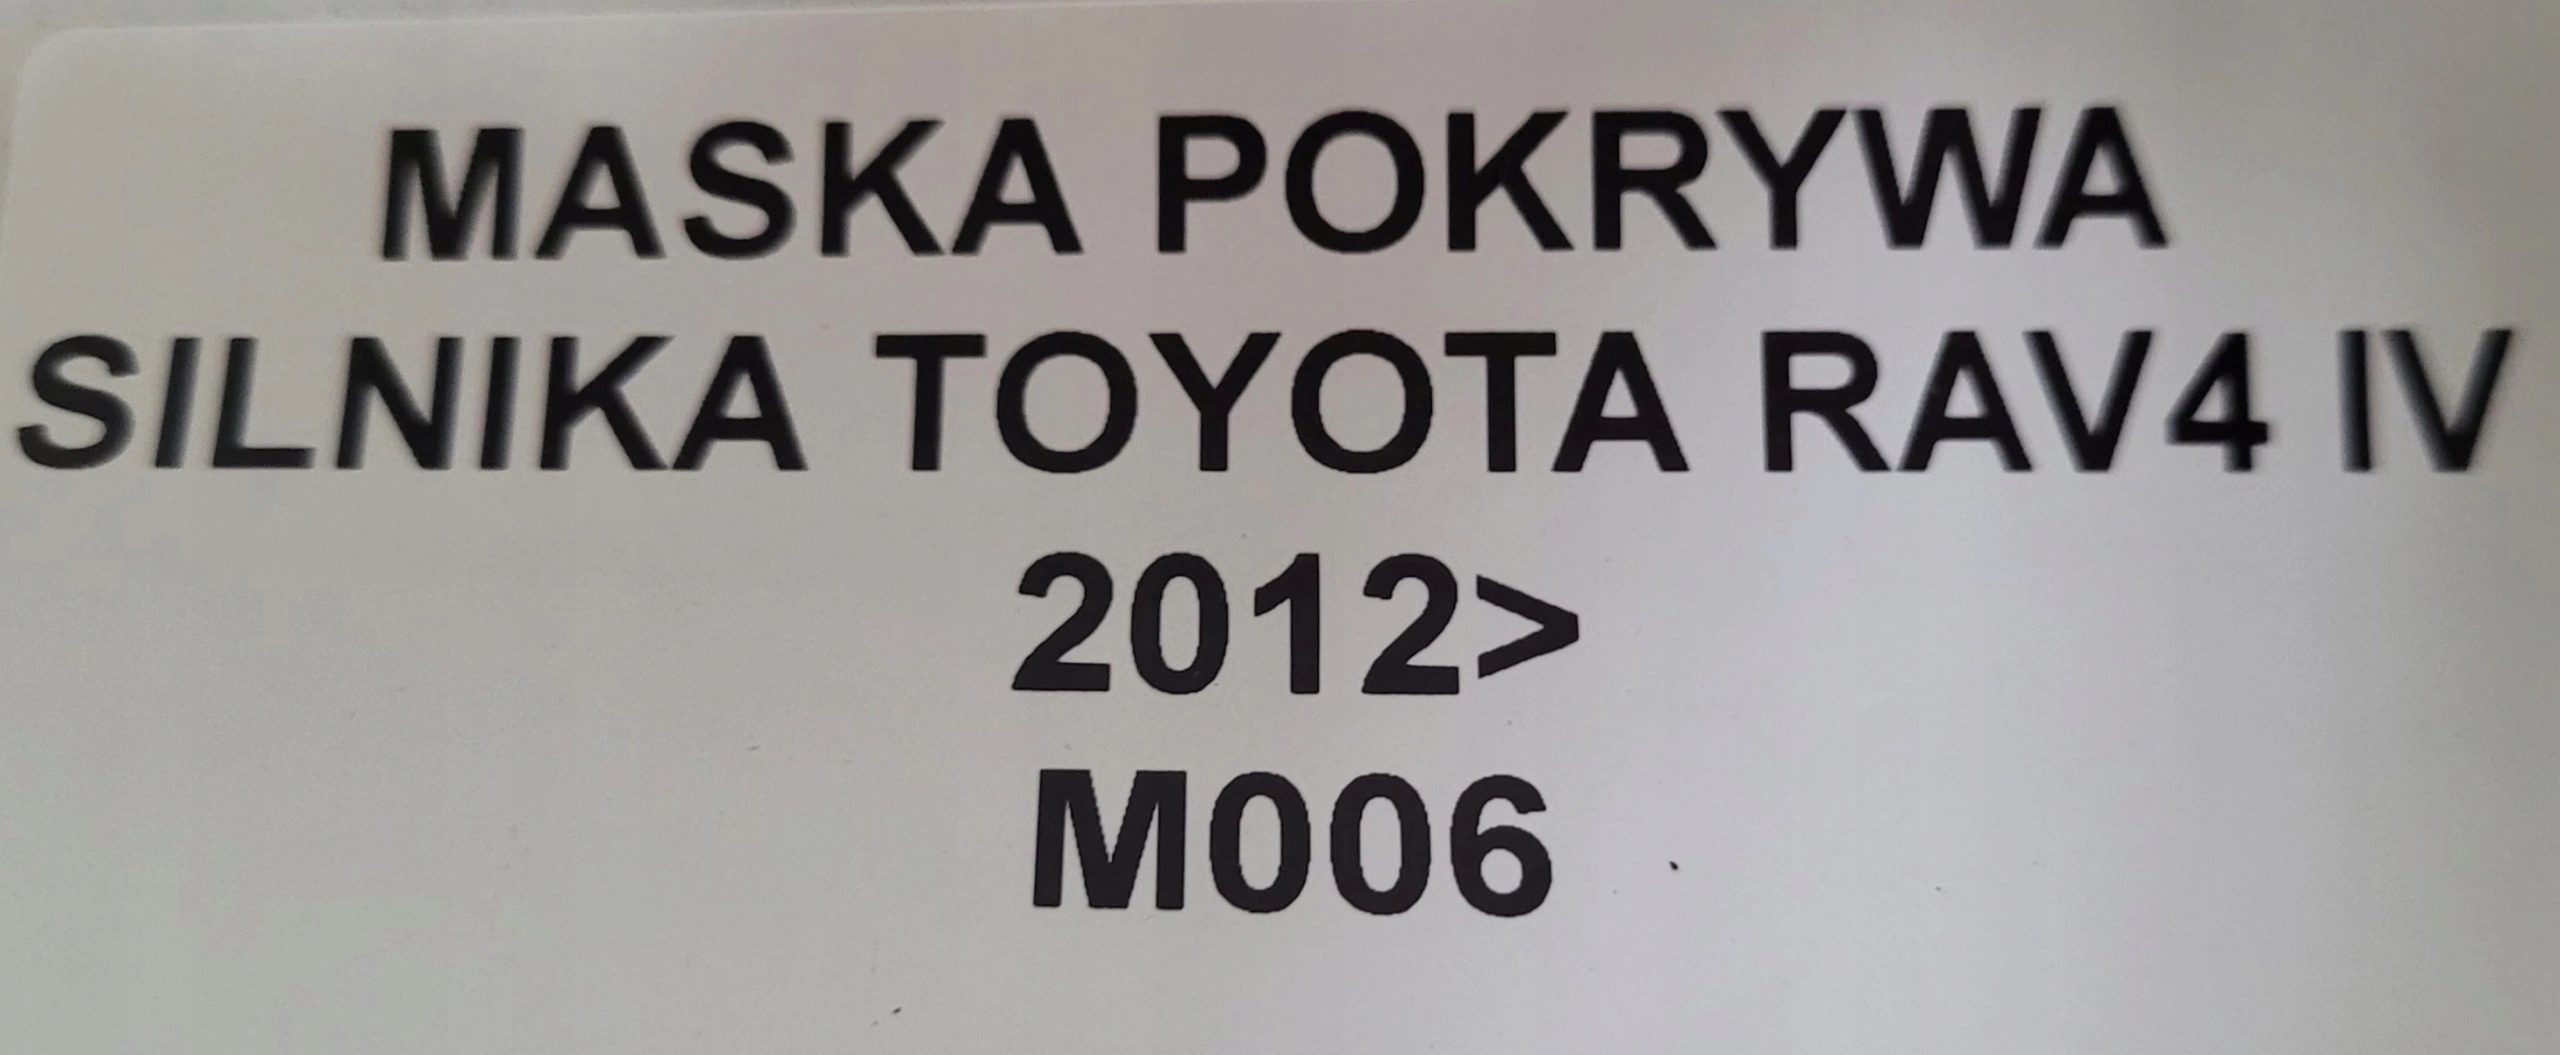 MASKA POKRYWA
SILNIKA TOYOTA RAV4 IV
2012>
M006